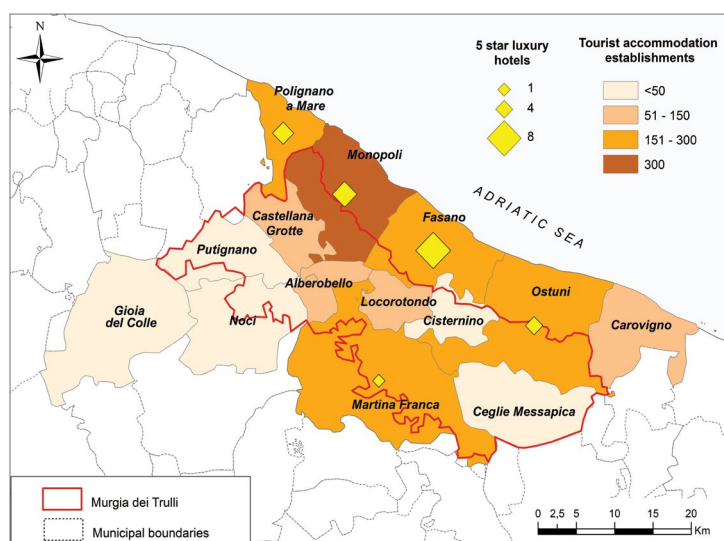 N
5 star luxury
hotels
1
4
8
Tourist accommodation
establishments
<50
51 - 150
151 - 300
300
Polignano
a Mare
Monopoli
ADRIATIC SEA
Castellana
Grotte
Fasano
Putignano
Alberobello
Locorotondo
Ostuni
Gioia
del Colle
Noci
Cisternino
Carovigno
Martina Franca
Ceglie Messapica
Murgia dei Trulli
Municipal boundaries
0 2,5 5 10 15 20
Km